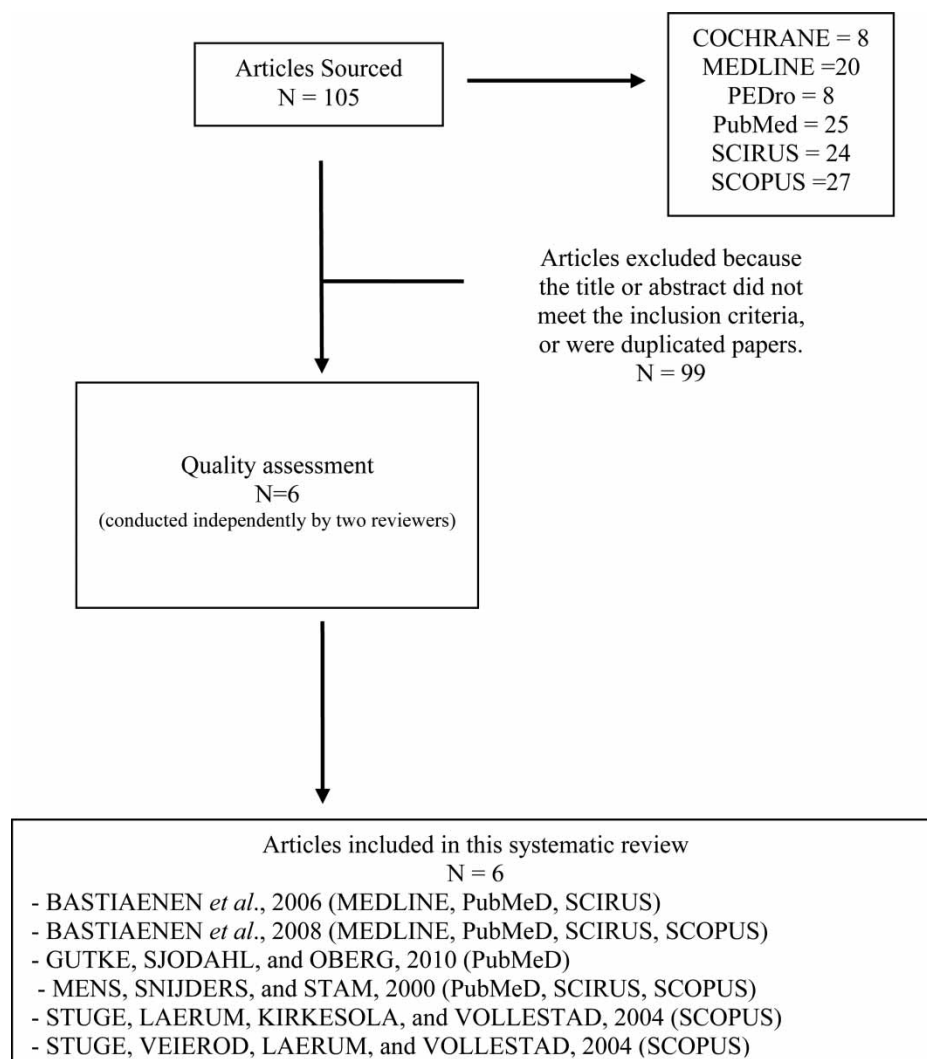 Articles Sourced
N = 105
COCHRANE = 8
MEDLINE =20
PEDro = 8
PubMed = 25
SCIRUS = 24
SCOPUS =27
Articles excluded because
the title or abstract did not
meet the inclusion criteria,
or were duplicated papers.
N = 99
Quality assessment
N=6
(conducted independently by two reviewers)
Articles included in this systematic review
N = 6
- BASTIAENEN et al., 2006 (MEDLINE, PubMeD, SCIRUS)
- BASTIAENEN et al., 2008 (MEDLINE, PubMeD, SCIRUS, SCOPUS)
- GUTKE, SJODAHL, and OBERG, 2010 (PubMeD)
- MENS, SNIJDERS, and STAM, 2000 (PubMeD, SCIRUS, SCOPUS)
- STUGE, LAERUM, KIRKESOLA, and VOLLESTAD, 2004 (SCOPUS)
- STUGE, VEIEROD, LAERUM, and VOLLESTAD, 2004 (SCOPUS)